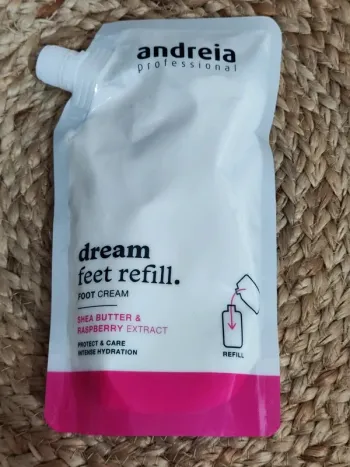 andreia
professional
dream
feet refill.
FOOT CREAM
SHEA BUTTER &
RASPBERRY EXTRACT
PROTECT & CARE
INTENSE HYDRATION
REFILL